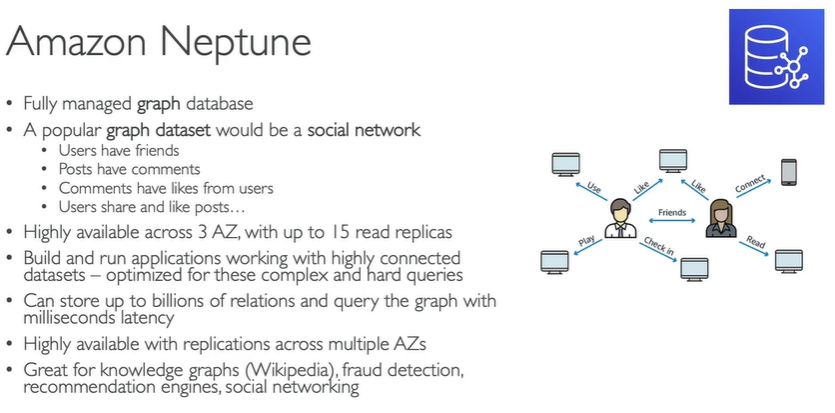 Amazon Neptune
• Fully managed graph database
• A popular graph dataset would be a social network
• Users have friends
• Posts have comments
• Comments have likes from users
• Users share and like posts…
• Highly available across 3 AZ, with up to 15 read replicas
• Build and run applications working with highly connected
datasets – optimized for these complex and hard queries
• Can store up to billions of relations and query the graph with
milliseconds latency
• Highly available with replications across multiple AZs
• Great for knowledge graphs (Wikipedia), fraud detection,
recommendation engines, social networking
Use
Like
Like
Connect
Friends
Play
Check in
Read